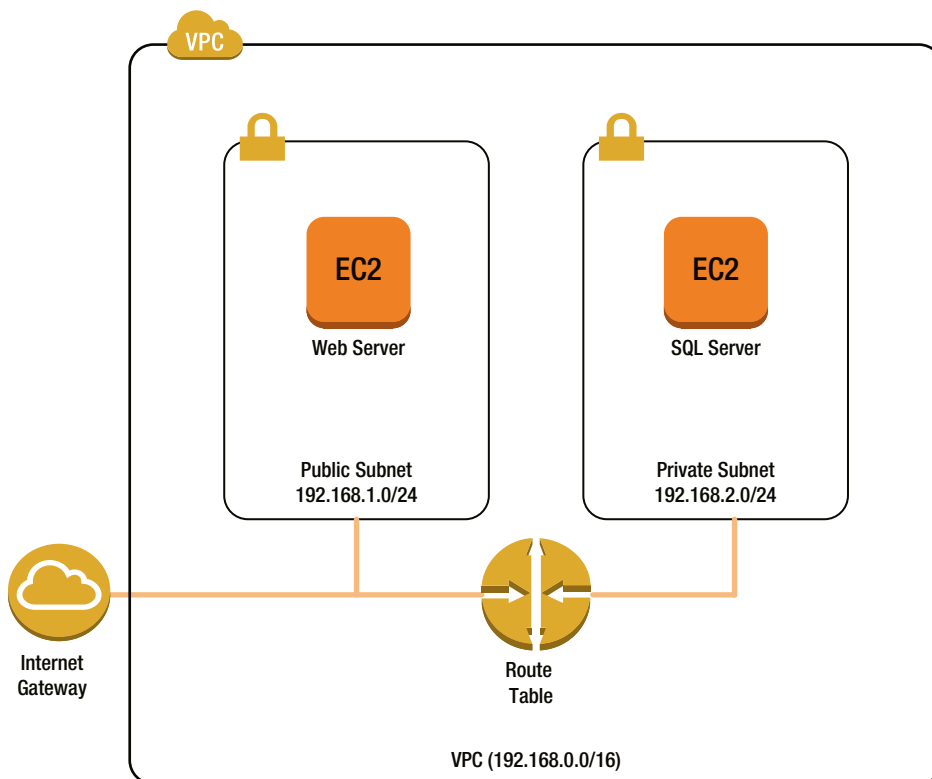 VPC
EC2
Web Server
Public Subnet
192.168.1.0/24
EC2
SQL Server
Private Subnet
192.168.2.0/24
Internet
Gateway
Route
Table
VPC (192.168.0.0/16)